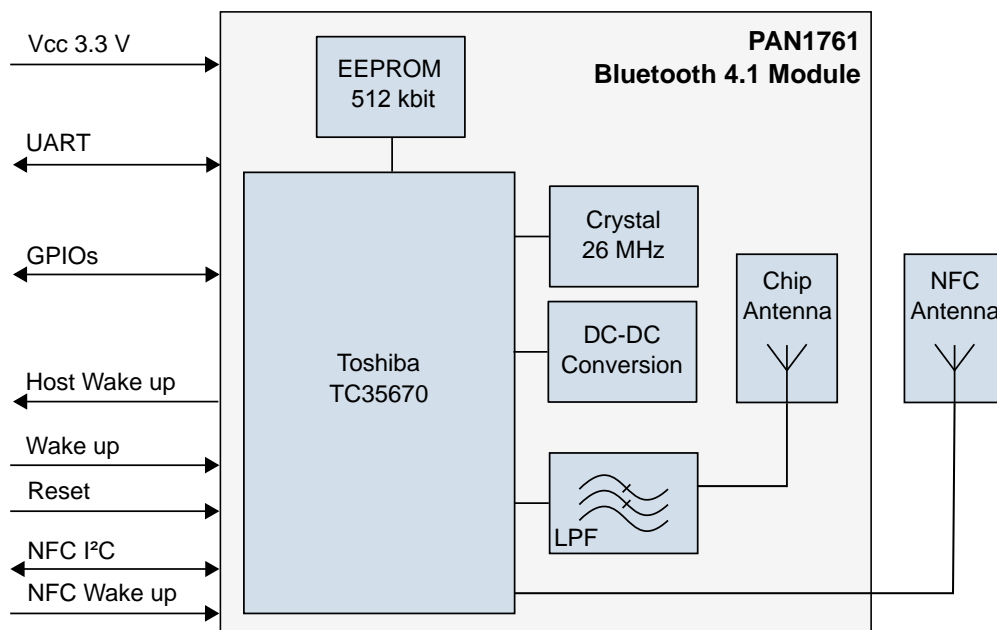 Vcc 3.3 V
UART
GPIOs
Host Wake up
Wake up
Reset
NFC I²C
NFC Wake up
PAN1761
Bluetooth 4.1 Module
EEPROM
512 kbit
Toshiba
TC35670
Crystal
26 MHz
DC-DC
Conversion
LPF
Chip
Antenna
NFC
Antenna